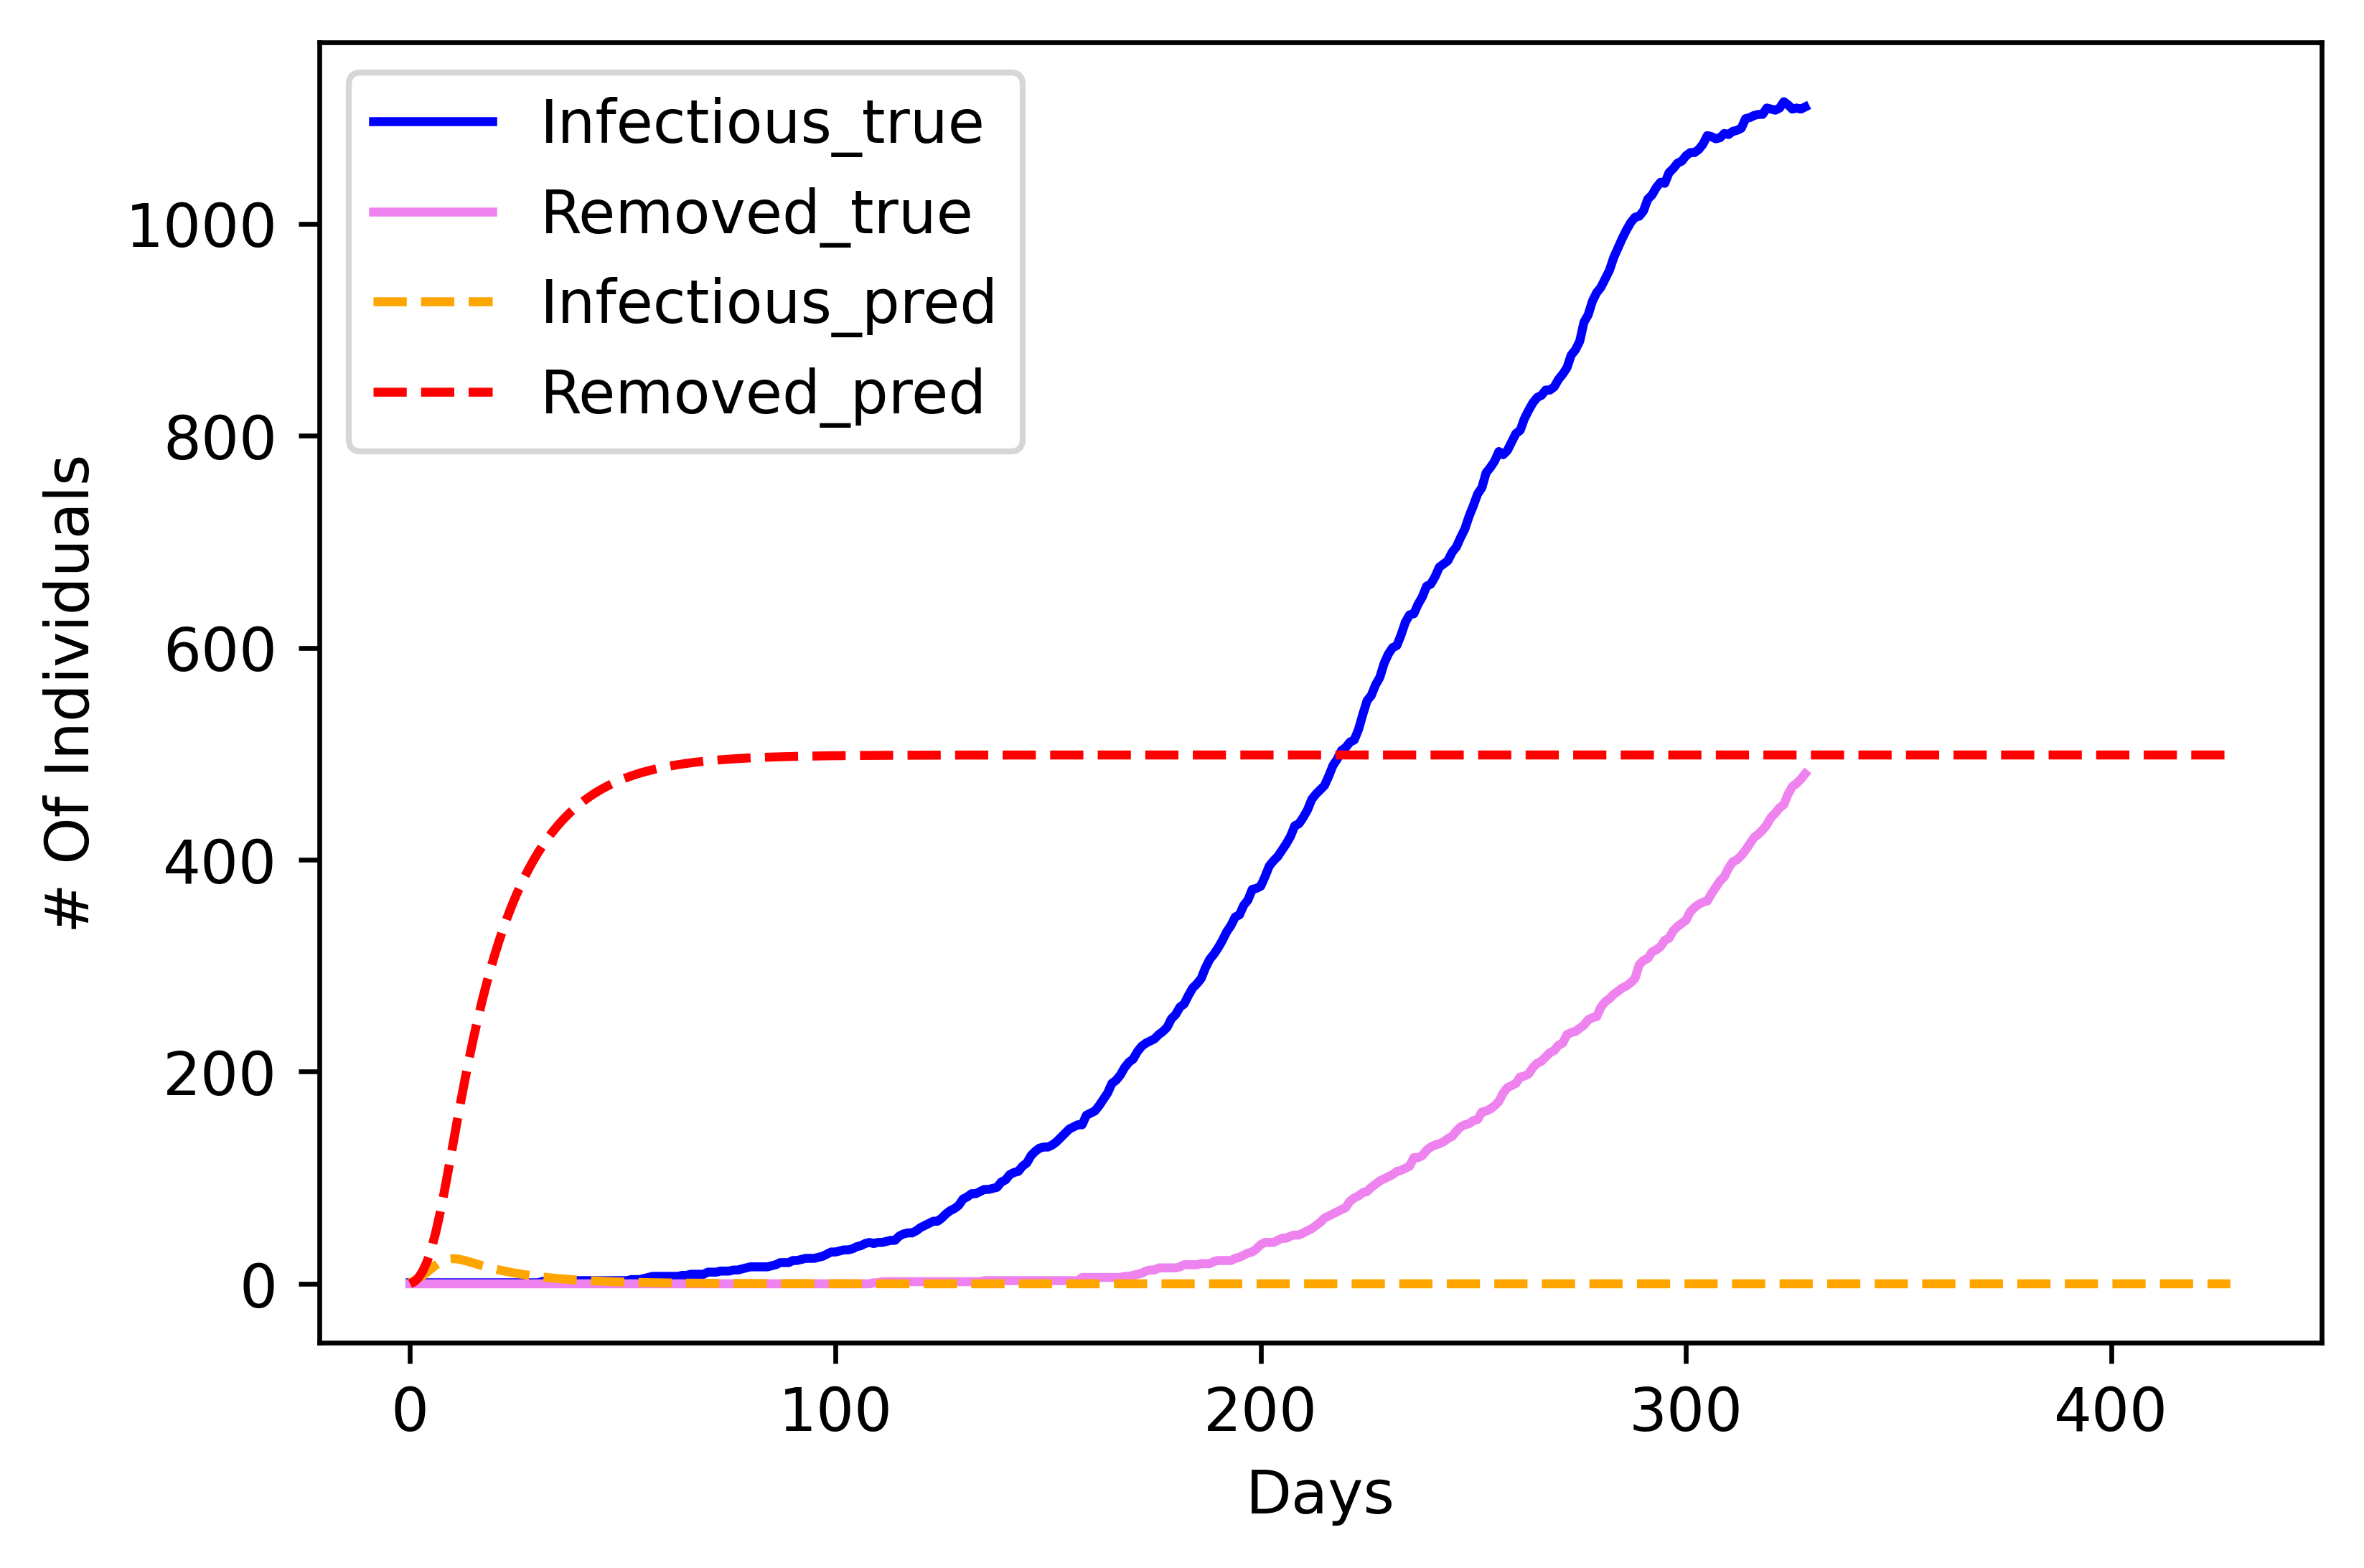 Infectious_true
Removed_true
Infectious_pred
Removed_pred
# Of Individuals
1000
800
600
400
200
0
0 100 200 300 400
Days